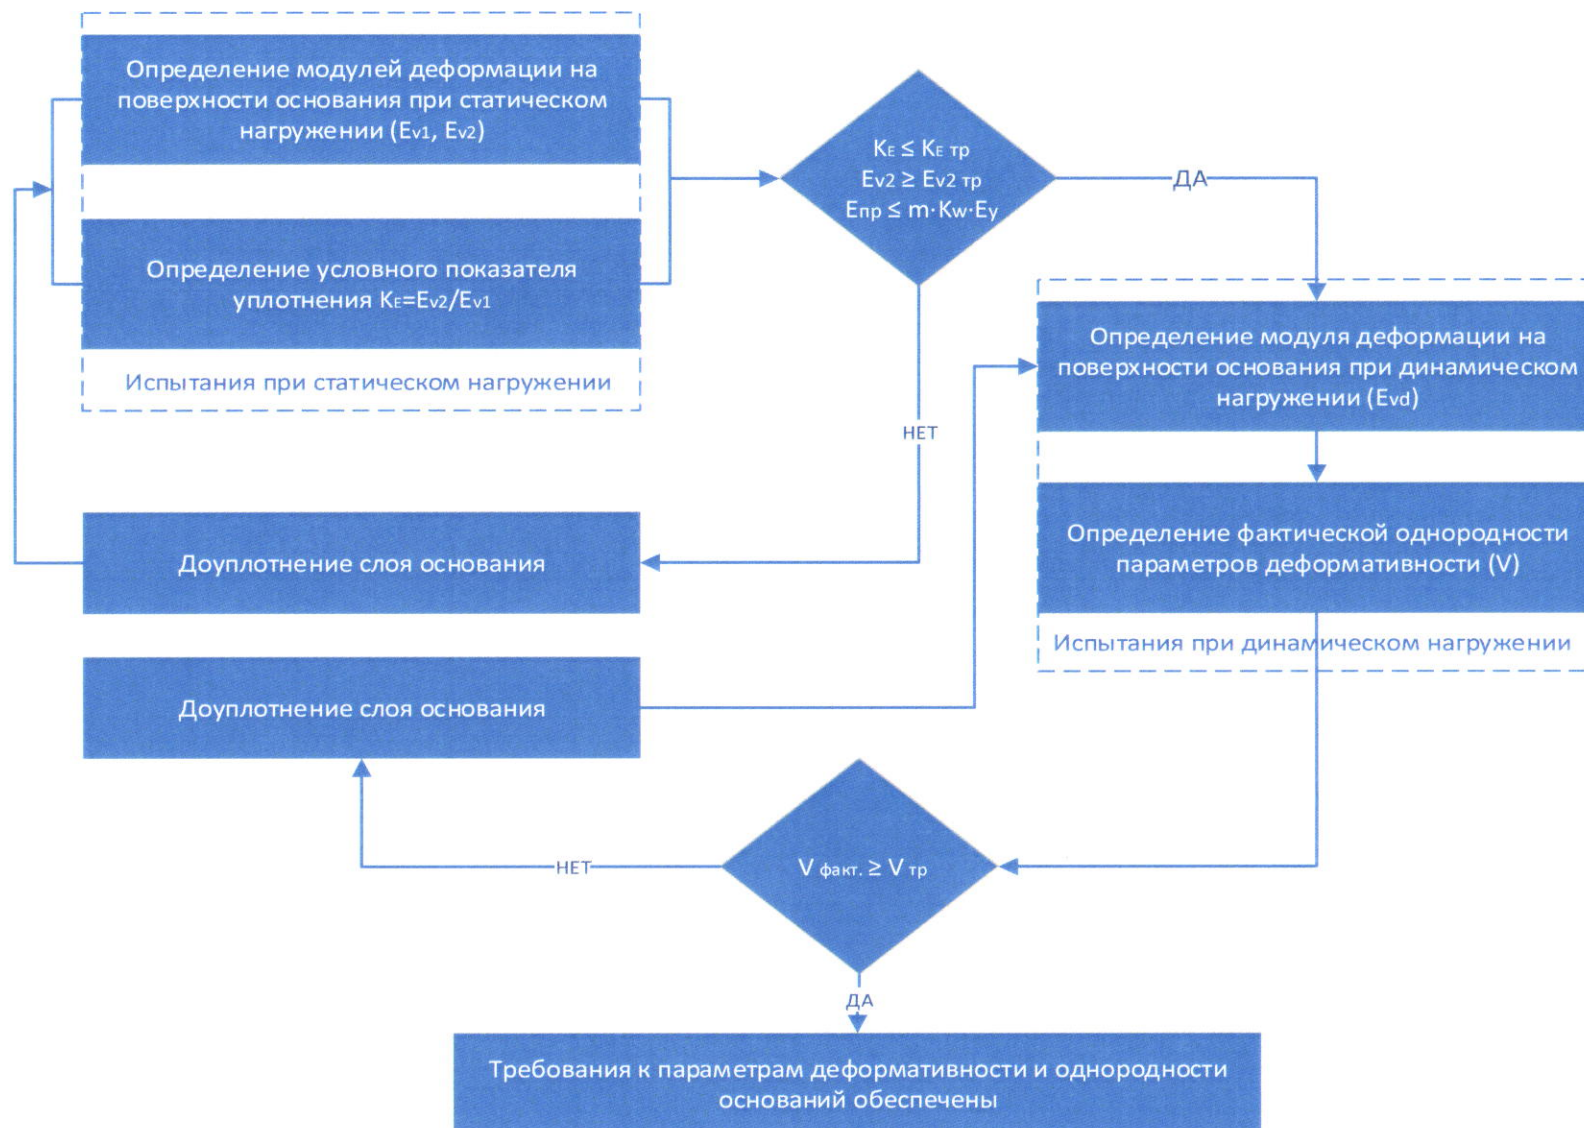 Определение модулей деформации на
поверхности основания при статическом
нагружении (Ev1, Ev2)
Определение условного показателя
уплотнения KE=Ev2/Ev1
Испытания при статическом нагружении
KE ≤ KE тр
Ev2 ≥ Ev2 тр
Eпр ≤ m·Kw·Ey
ДА
НЕТ
Определение модуля деформации на
поверхности основания при динамическом
нагружении (Evd)
Определение фактической однородности
параметров деформативности (V)
Испытания при динамическом нагружении
Доуплотнение слоя основания
Доуплотнение слоя основания
V факт. ≥ V тр
НЕТ
ДА
Требования к параметрам деформативности и однородности
оснований обеспечены